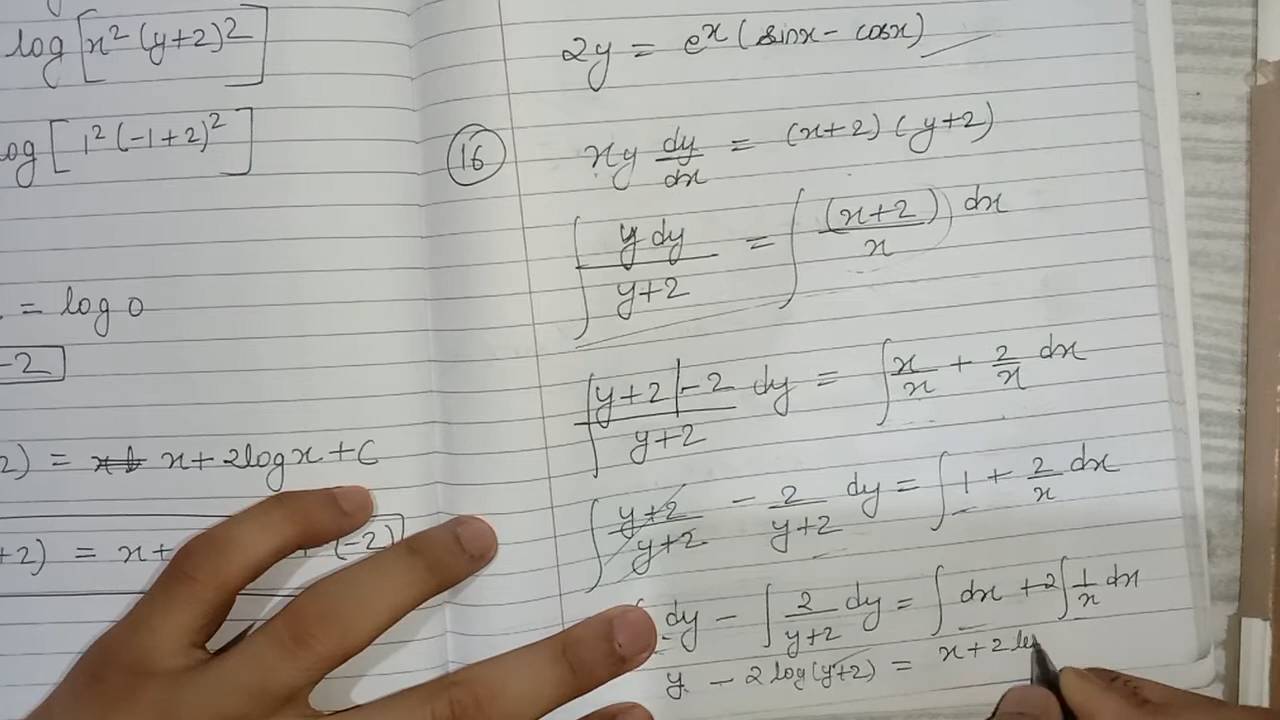 log [x² (y+2)²]
og [1² (-1+2)²]
= log 0
-2
2) = x + 2logx + C
+2) = x + (-2)
2y = eˣ (sinx - cosx)
16 xy dy/dx = (x+2) (y+2)
∫ y dy / y+2 = ∫ (x+2) / x dx
∫ y+2 -2 / y+2 dy = ∫ x/x + 2/x dx
∫ y+2 / y+2 - 2 / y+2 dy = ∫ 1 + 2/x dx
∫ dy - ∫ 2 / y+2 dy = ∫ dx + 2 ∫ 1/x dx
y - 2 log (y+2) = x + 2 lo